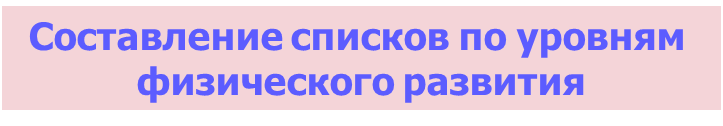 Составление списков по уровням
физического развития